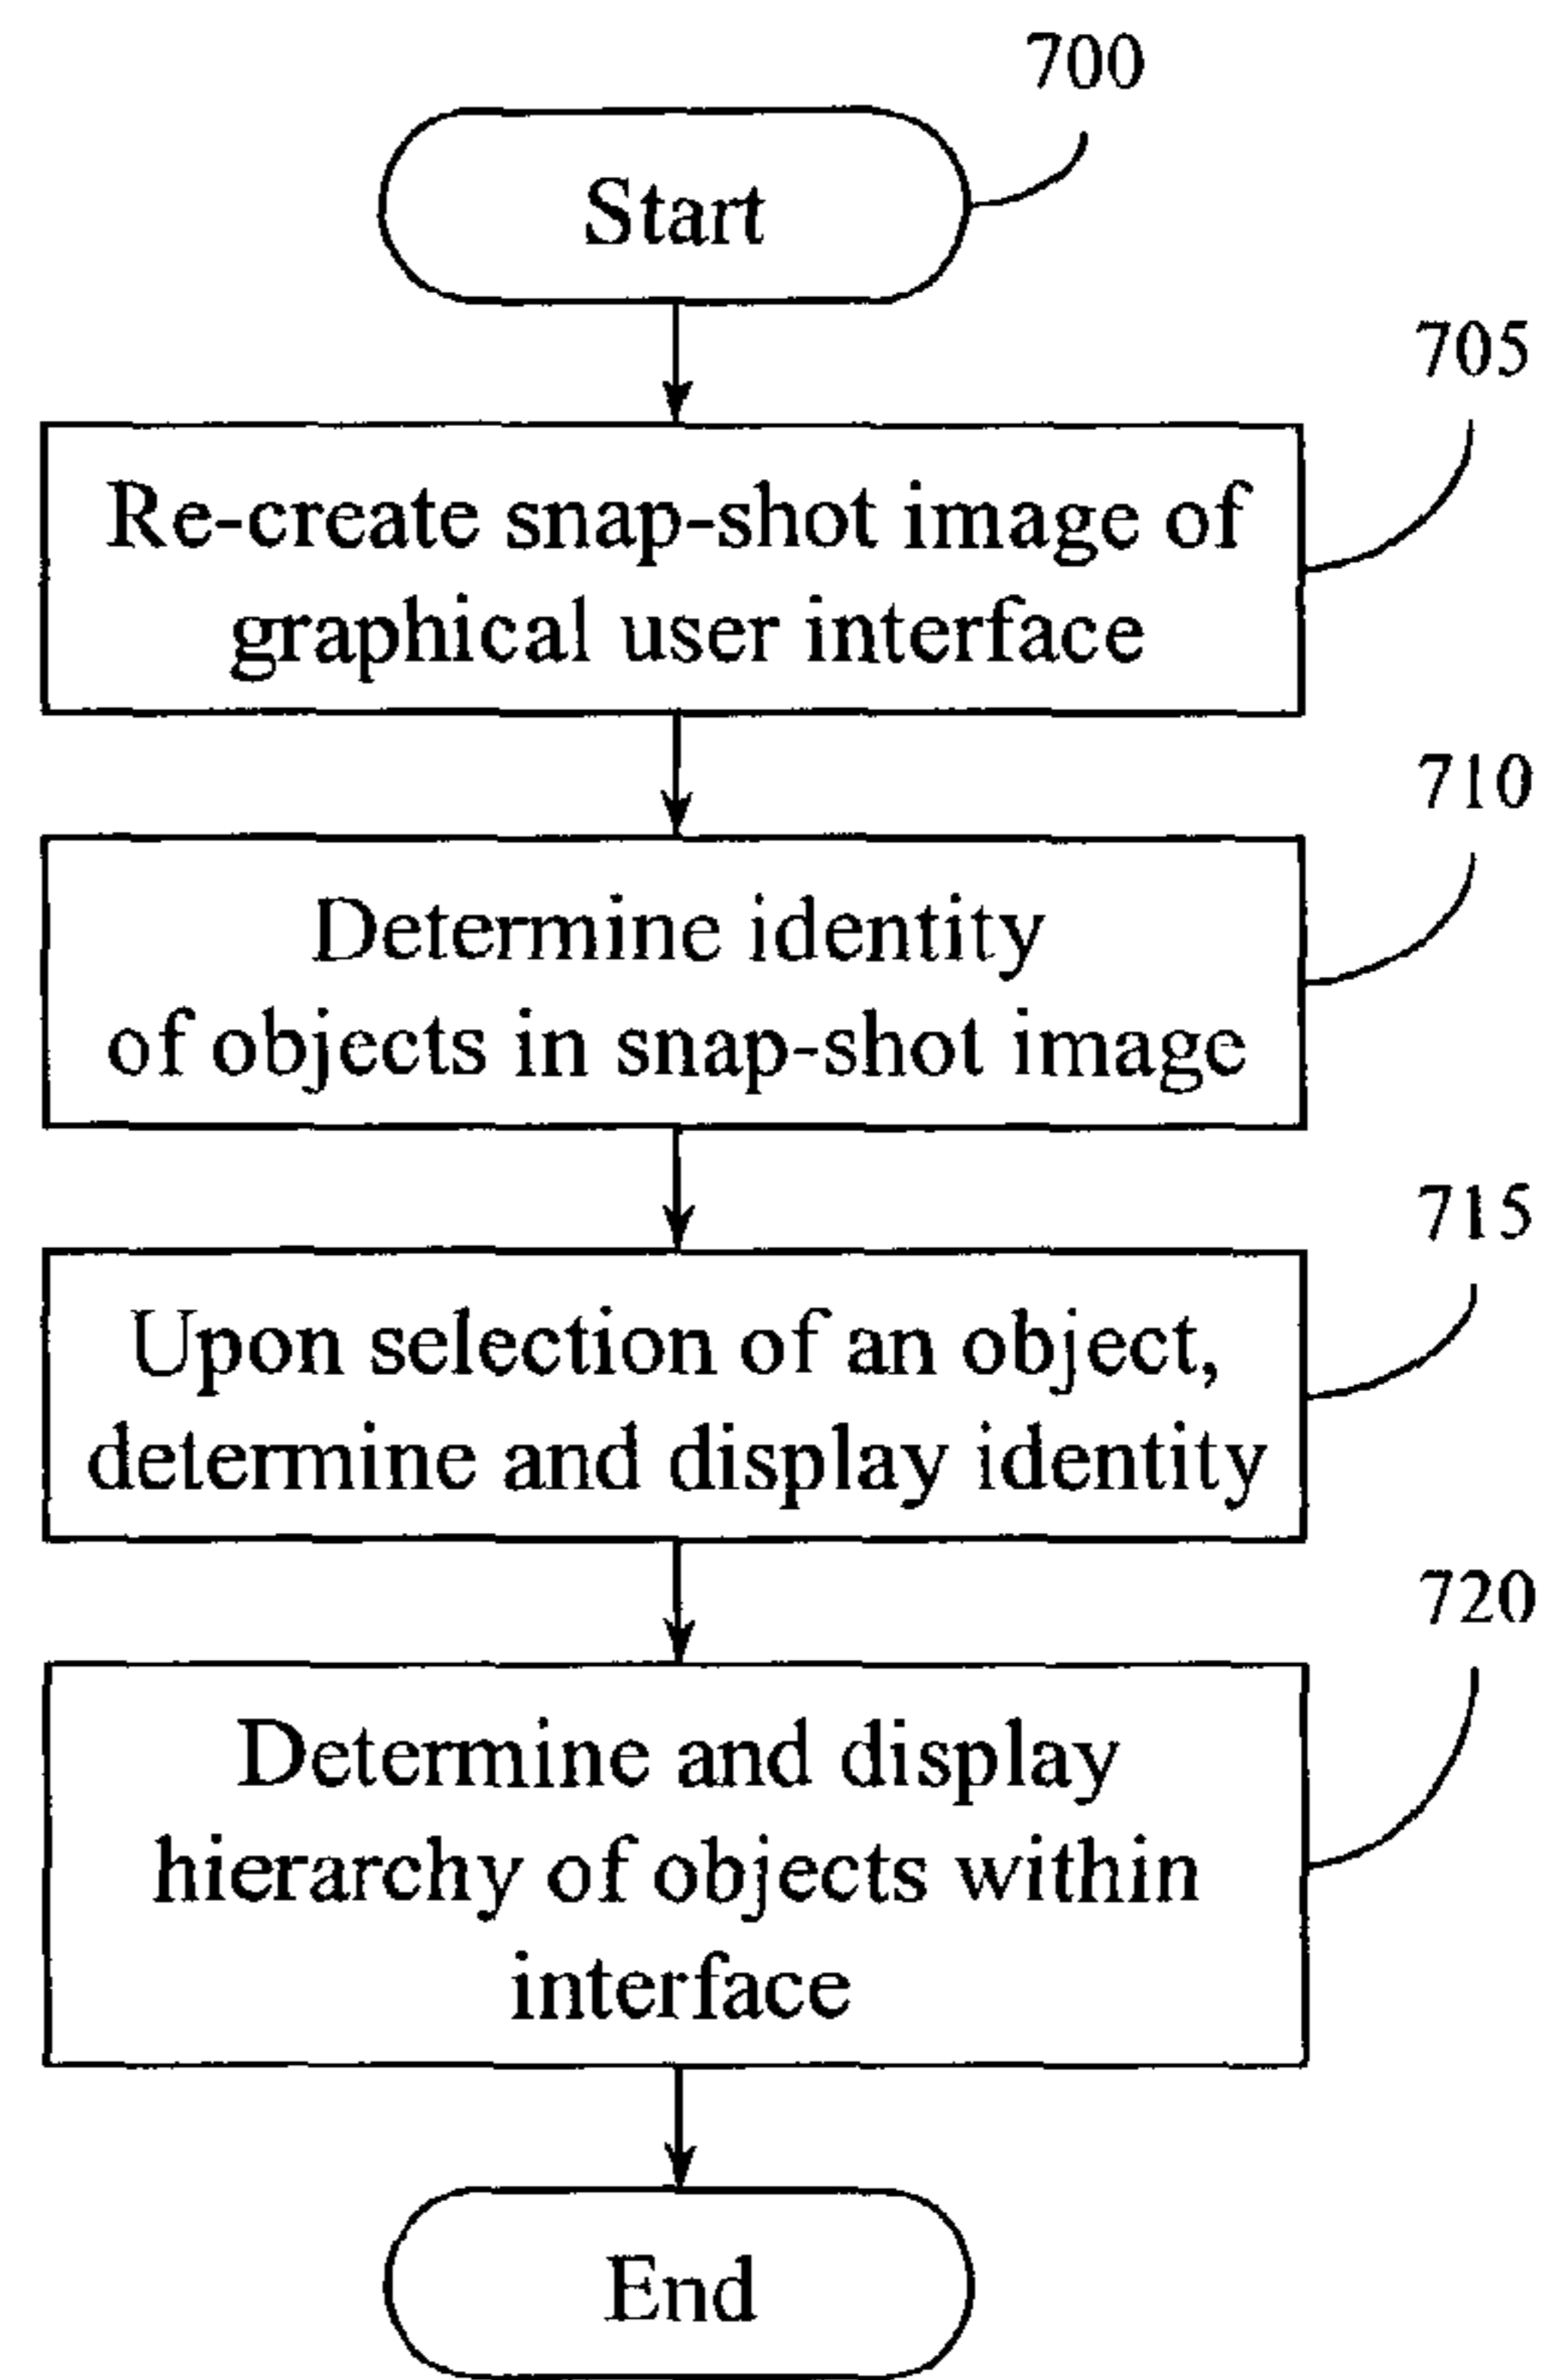 700
Start
705
Re-create snap-shot image of
graphical user interface
710
Determine identity
of objects in snap-shot image
715
Upon selection of an object,
determine and display identity
720
Determine and display
hierarchy of objects within
interface
End